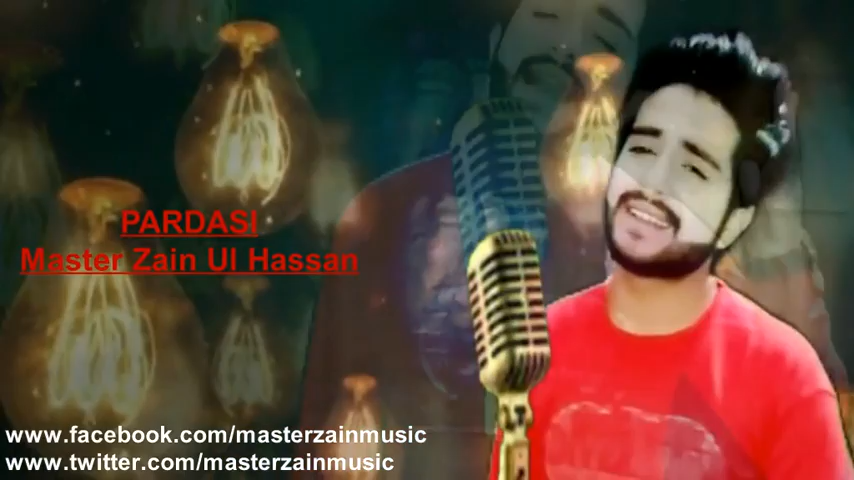 PARDASI
Master Zain Ul Hassan
www.facebook.com/masterzainmusic
www.twitter.com/masterzainmusic